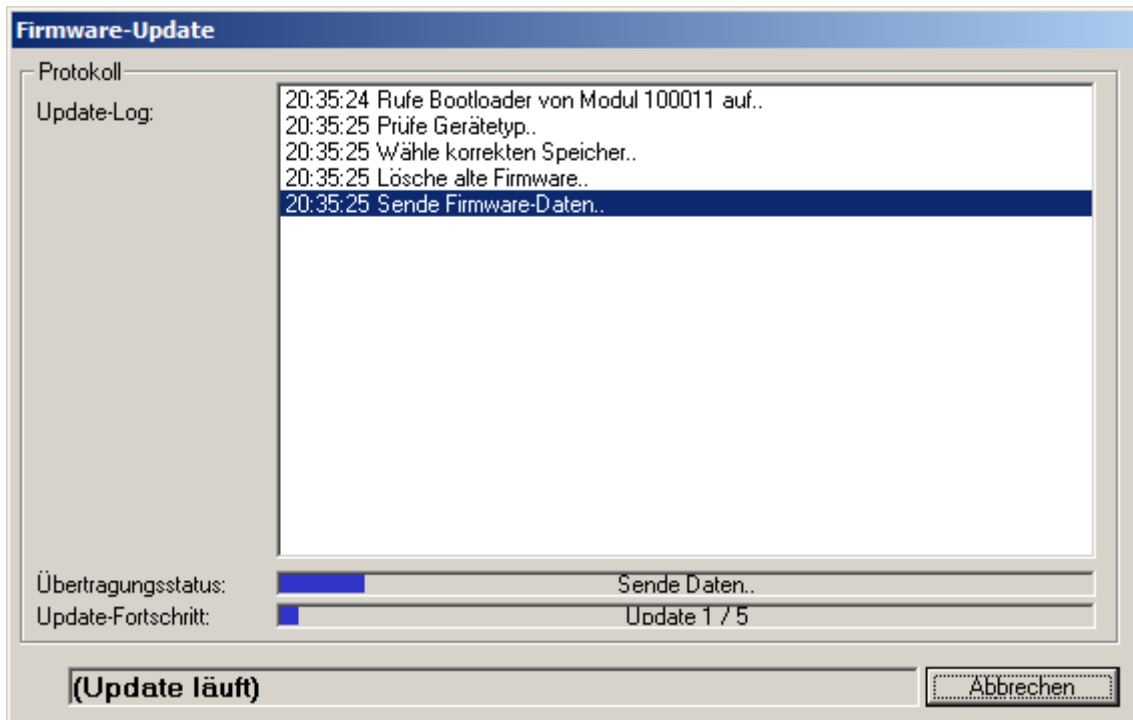 Firmware-Update
Protokoll
Update-Log:
20:35:24 Rufe Bootloader von Modul 100011 auf..
20:35:25 Prüfe Gerätetyp..
20:35:25 Wähle korrekten Speicher..
20:35:25 Lösche alte Firmware..
20:35:25 Sende Firmware-Daten..
Übertragungsstatus: Sende Daten..
Update-Fortschritt: Update 1 / 5
(Update läuft) Abbrechen